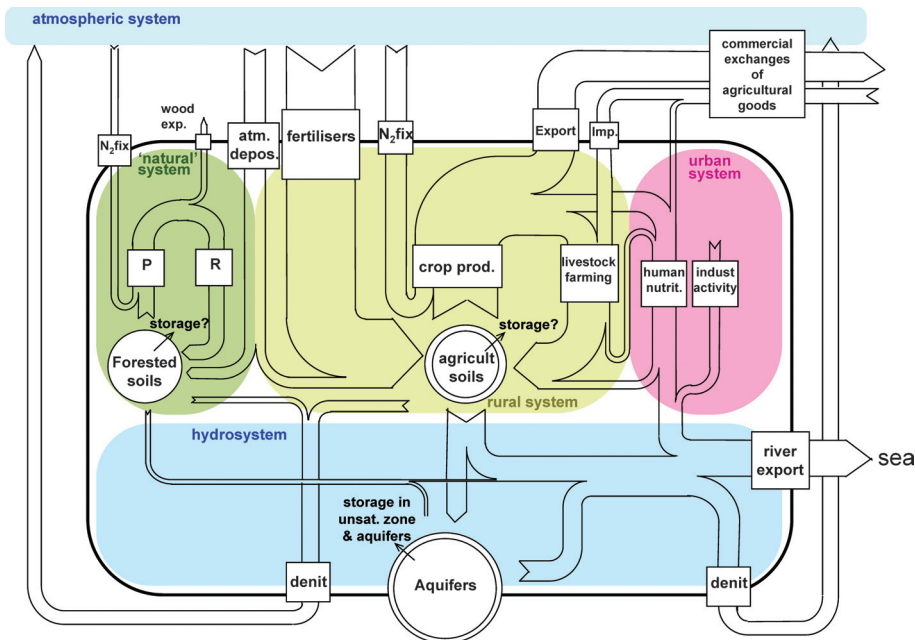 atmospheric system
commercial
exchanges
of
agricultural
goods
wood
exp.
N₂fix
atm.
depos.
fertilisers
N₂fix
Export
Imp.
'natural'
system
urban
system
P
R
crop prod.
livestock
farming
human
nutrit.
indust
activity
storage?
storage?
Forested
soils
agricult
soils
rural system
hydrosystem
river
export
sea
storage in
unsat. zone
& aquifers
denit
Aquifers
denit